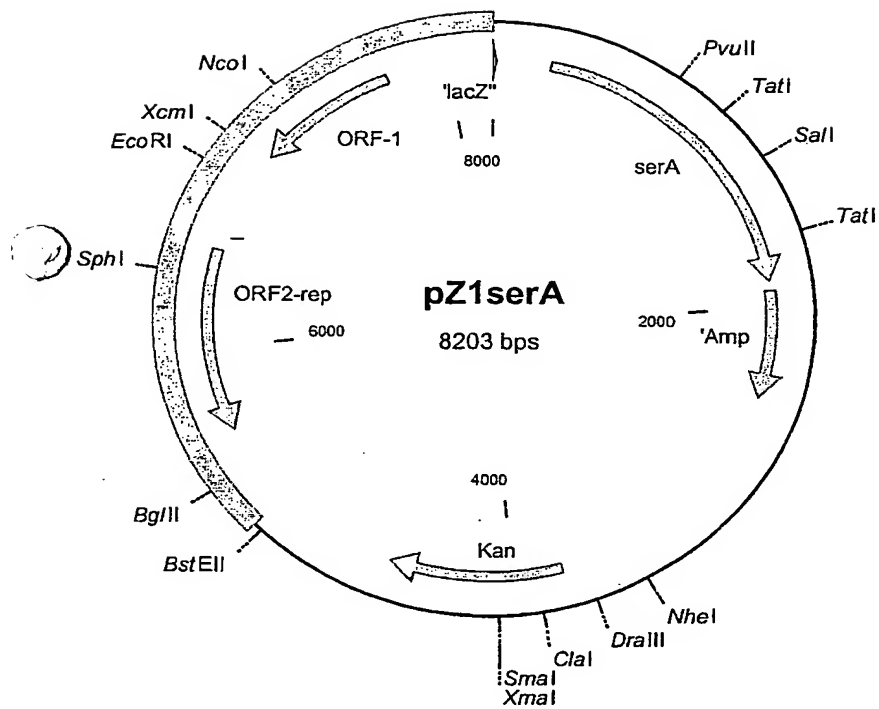 NcoI
XcmI
EcoRI
SphI
BglII
BstEII
'lacZ''
ORF-1
8000
PvuII
TatI
SalI
TatI
serA
ORF2-rep
6000
pZ1serA
8203 bps
2000
'Amp
4000
Kan
NheI
DraIII
ClaI
SmaI
XmaI